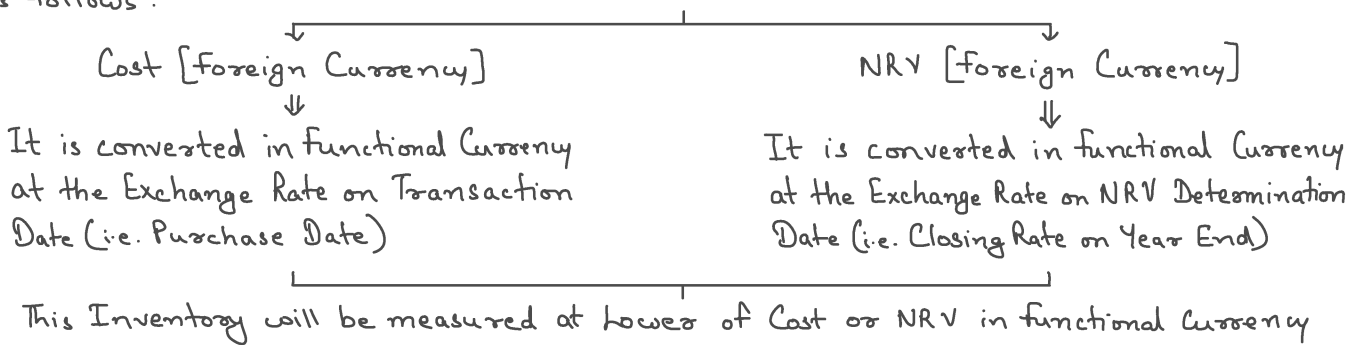 s follows :
Cost [Foreign Currency]
NRV [Foreign Currency]
It is converted in Functional Currency
at the Exchange Rate on Transaction
Date (i.e. Purchase Date)
It is converted in Functional Currency
at the Exchange Rate on NRV Determination
Date (i.e. Closing Rate on Year End)
This Inventory will be measured at Lower of Cost or NRV in Functional Currency